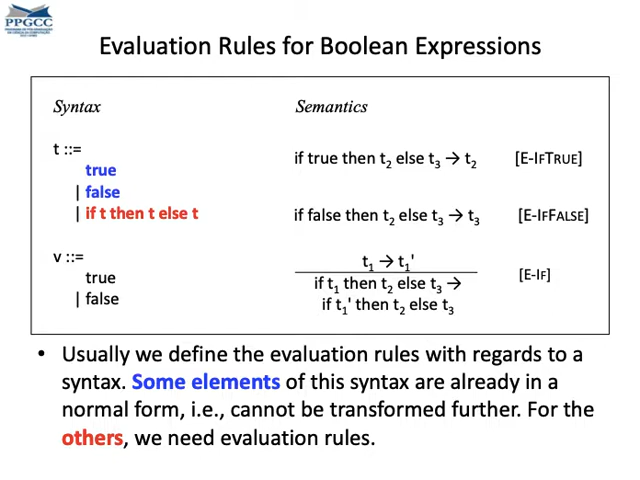 PPGCC
Evaluation Rules for Boolean Expressions
Syntax
Semantics
t ::=
true
| false
| if t then t else t
v ::=
true
| false
if true then t₂ else t₃ → t₂ [E-IFTRUE]
if false then t₂ else t₃ → t₃ [E-IFFALSE]
t₁ → t₁'
if t₁ then t₂ else t₃ →
if t₁' then t₂ else t₃
[E-IF]
• Usually we define the evaluation rules with regards to a
syntax. Some elements of this syntax are already in a
normal form, i.e., cannot be transformed further. For the
others, we need evaluation rules.